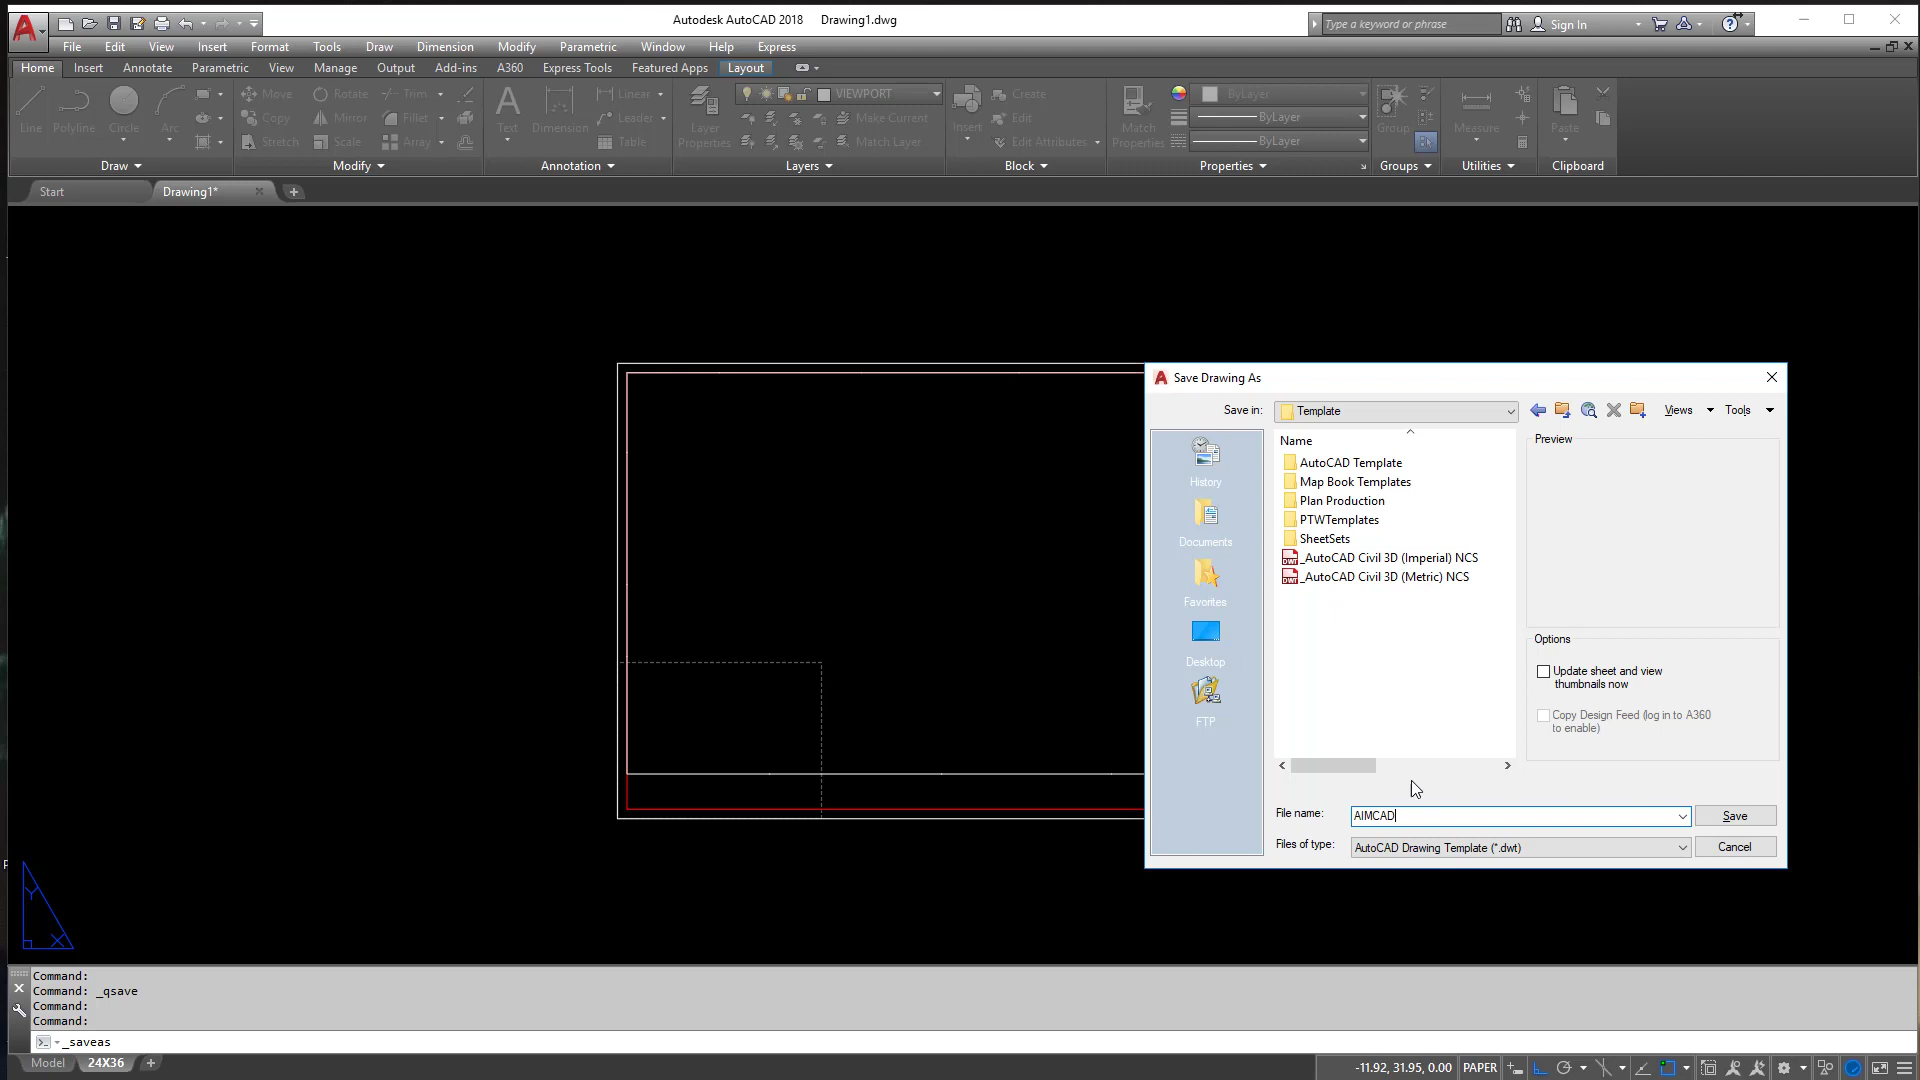 Autodesk AutoCAD 2018 Drawing1.dwg
Type a keyword or phrase
Sign In
File Edit View Insert Format Tools Draw Dimension Modify Parametric Window Help Express
Home Insert Annotate Parametric View Manage Output Add-ins A360 Express Tools Featured Apps Layout
Line Polyline Circle Arc
Move Rotate Trim
Copy Mirror Fillet
Stretch Scale Array
Text Dimension
Linear
Leader
Table
Layer Properties
VIEWPORT
Make Current
Match Layer
Insert
Create
Edit
Edit Attributes
Match Properties
ByLayer
ByLayer
ByLayer
Group
Measure
Paste
Draw Modify Annotation Layers Block Properties Groups Utilities Clipboard
Start Drawing1*
Save Drawing As
Save in: Template Views Tools
History
Documents
Favorites
Desktop
FTP
Name
AutoCAD Template
Map Book Templates
Plan Production
PTWTemplates
SheetSets
_AutoCAD Civil 3D (Imperial) NCS
_AutoCAD Civil 3D (Metric) NCS
Preview
Options
Update sheet and view
thumbnails now
Copy Design Feed (log in to A360
to enable)
File name: AIMCAD Save
Files of type: AutoCAD Drawing Template (*.dwt) Cancel
Y
X
Command:
Command: _qsave
Command:
Command:
_saveas
Model 24X36
-11.92, 31.95, 0.00 PAPER